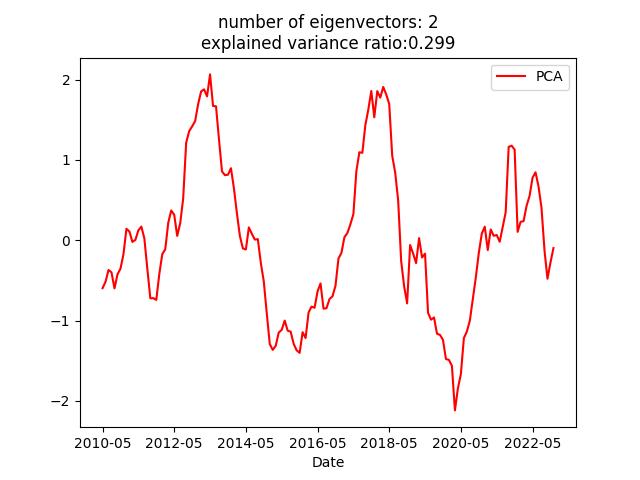 number of eigenvectors: 2
explained variance ratio:0.299
PCA
2
1
0
−1
−2
2010-05 2012-05 2014-05 2016-05 2018-05 2020-05 2022-05
Date